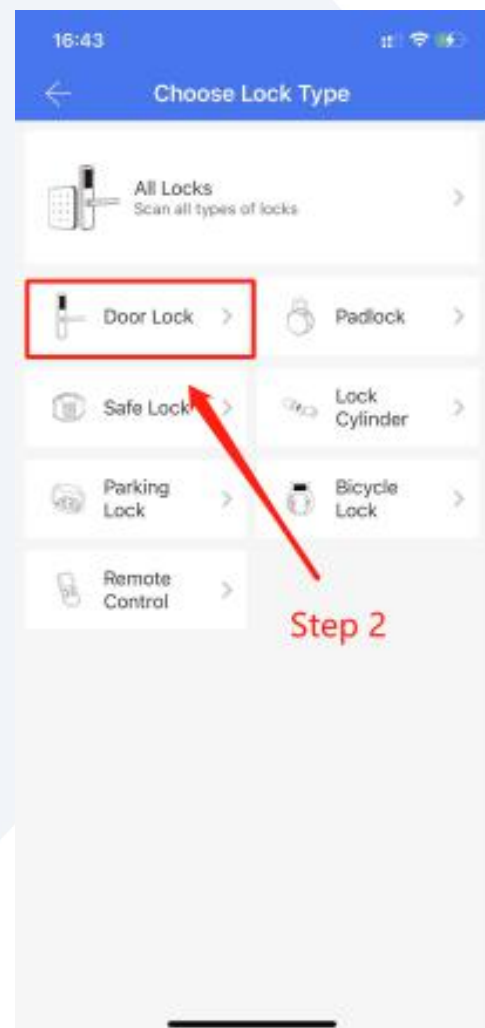 16:43
Choose Lock Type
All Locks
Scan all types of locks
Door Lock
Padlock
Safe Lock
Lock
Cylinder
Parking
Lock
Bicycle
Lock
Remote
Control
Step 2